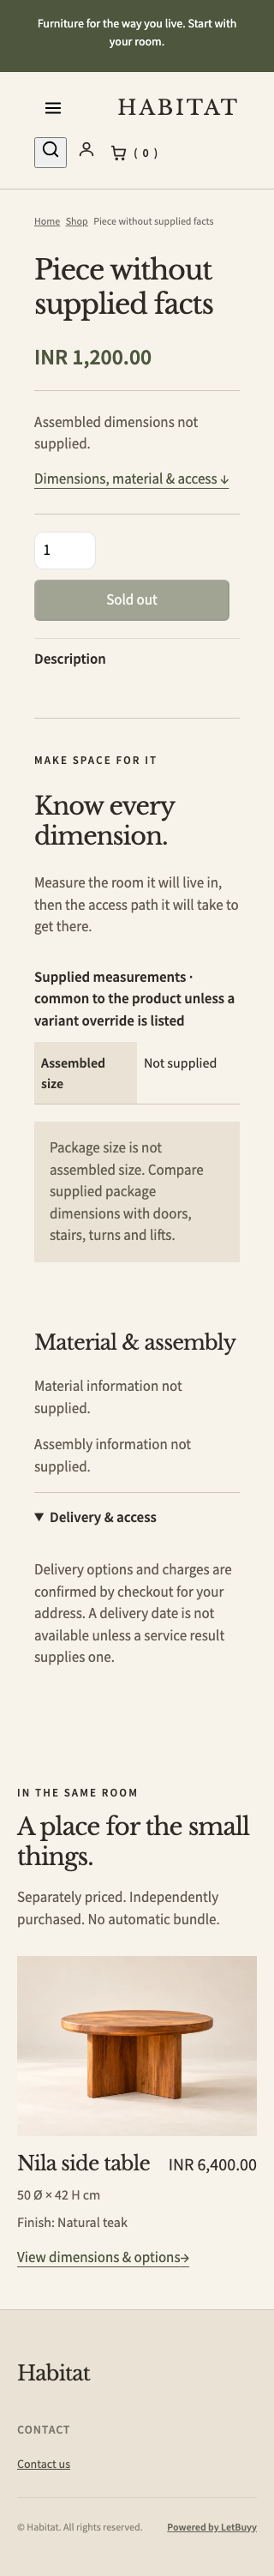 Furniture for the way you live. Start with
your room.
HABITAT
( 0 )
Home Shop Piece without supplied facts
Piece without
supplied facts
INR 1,200.00
Assembled dimensions not
supplied.
Dimensions, material & access ↓
1
Sold out
Description
MAKE SPACE FOR IT
Know every
dimension.
Measure the room it will live in,
then the access path it will take to
get there.
Supplied measurements ·
common to the product unless a
variant override is listed
Assembled Not supplied
size
Package size is not
assembled size. Compare
supplied package
dimensions with doors,
stairs, turns and lifts.
Material & assembly
Material information not
supplied.
Assembly information not
supplied.
▼ Delivery & access
Delivery options and charges are
confirmed by checkout for your
address. A delivery date is not
available unless a service result
supplies one.
IN THE SAME ROOM
A place for the small
things.
Separately priced. Independently
purchased. No automatic bundle.
Nila side table INR 6,400.00
50 Ø × 42 H cm
Finish: Natural teak
View dimensions & options→
Habitat
CONTACT
Contact us
© Habitat. All rights reserved. Powered by LetBuyy